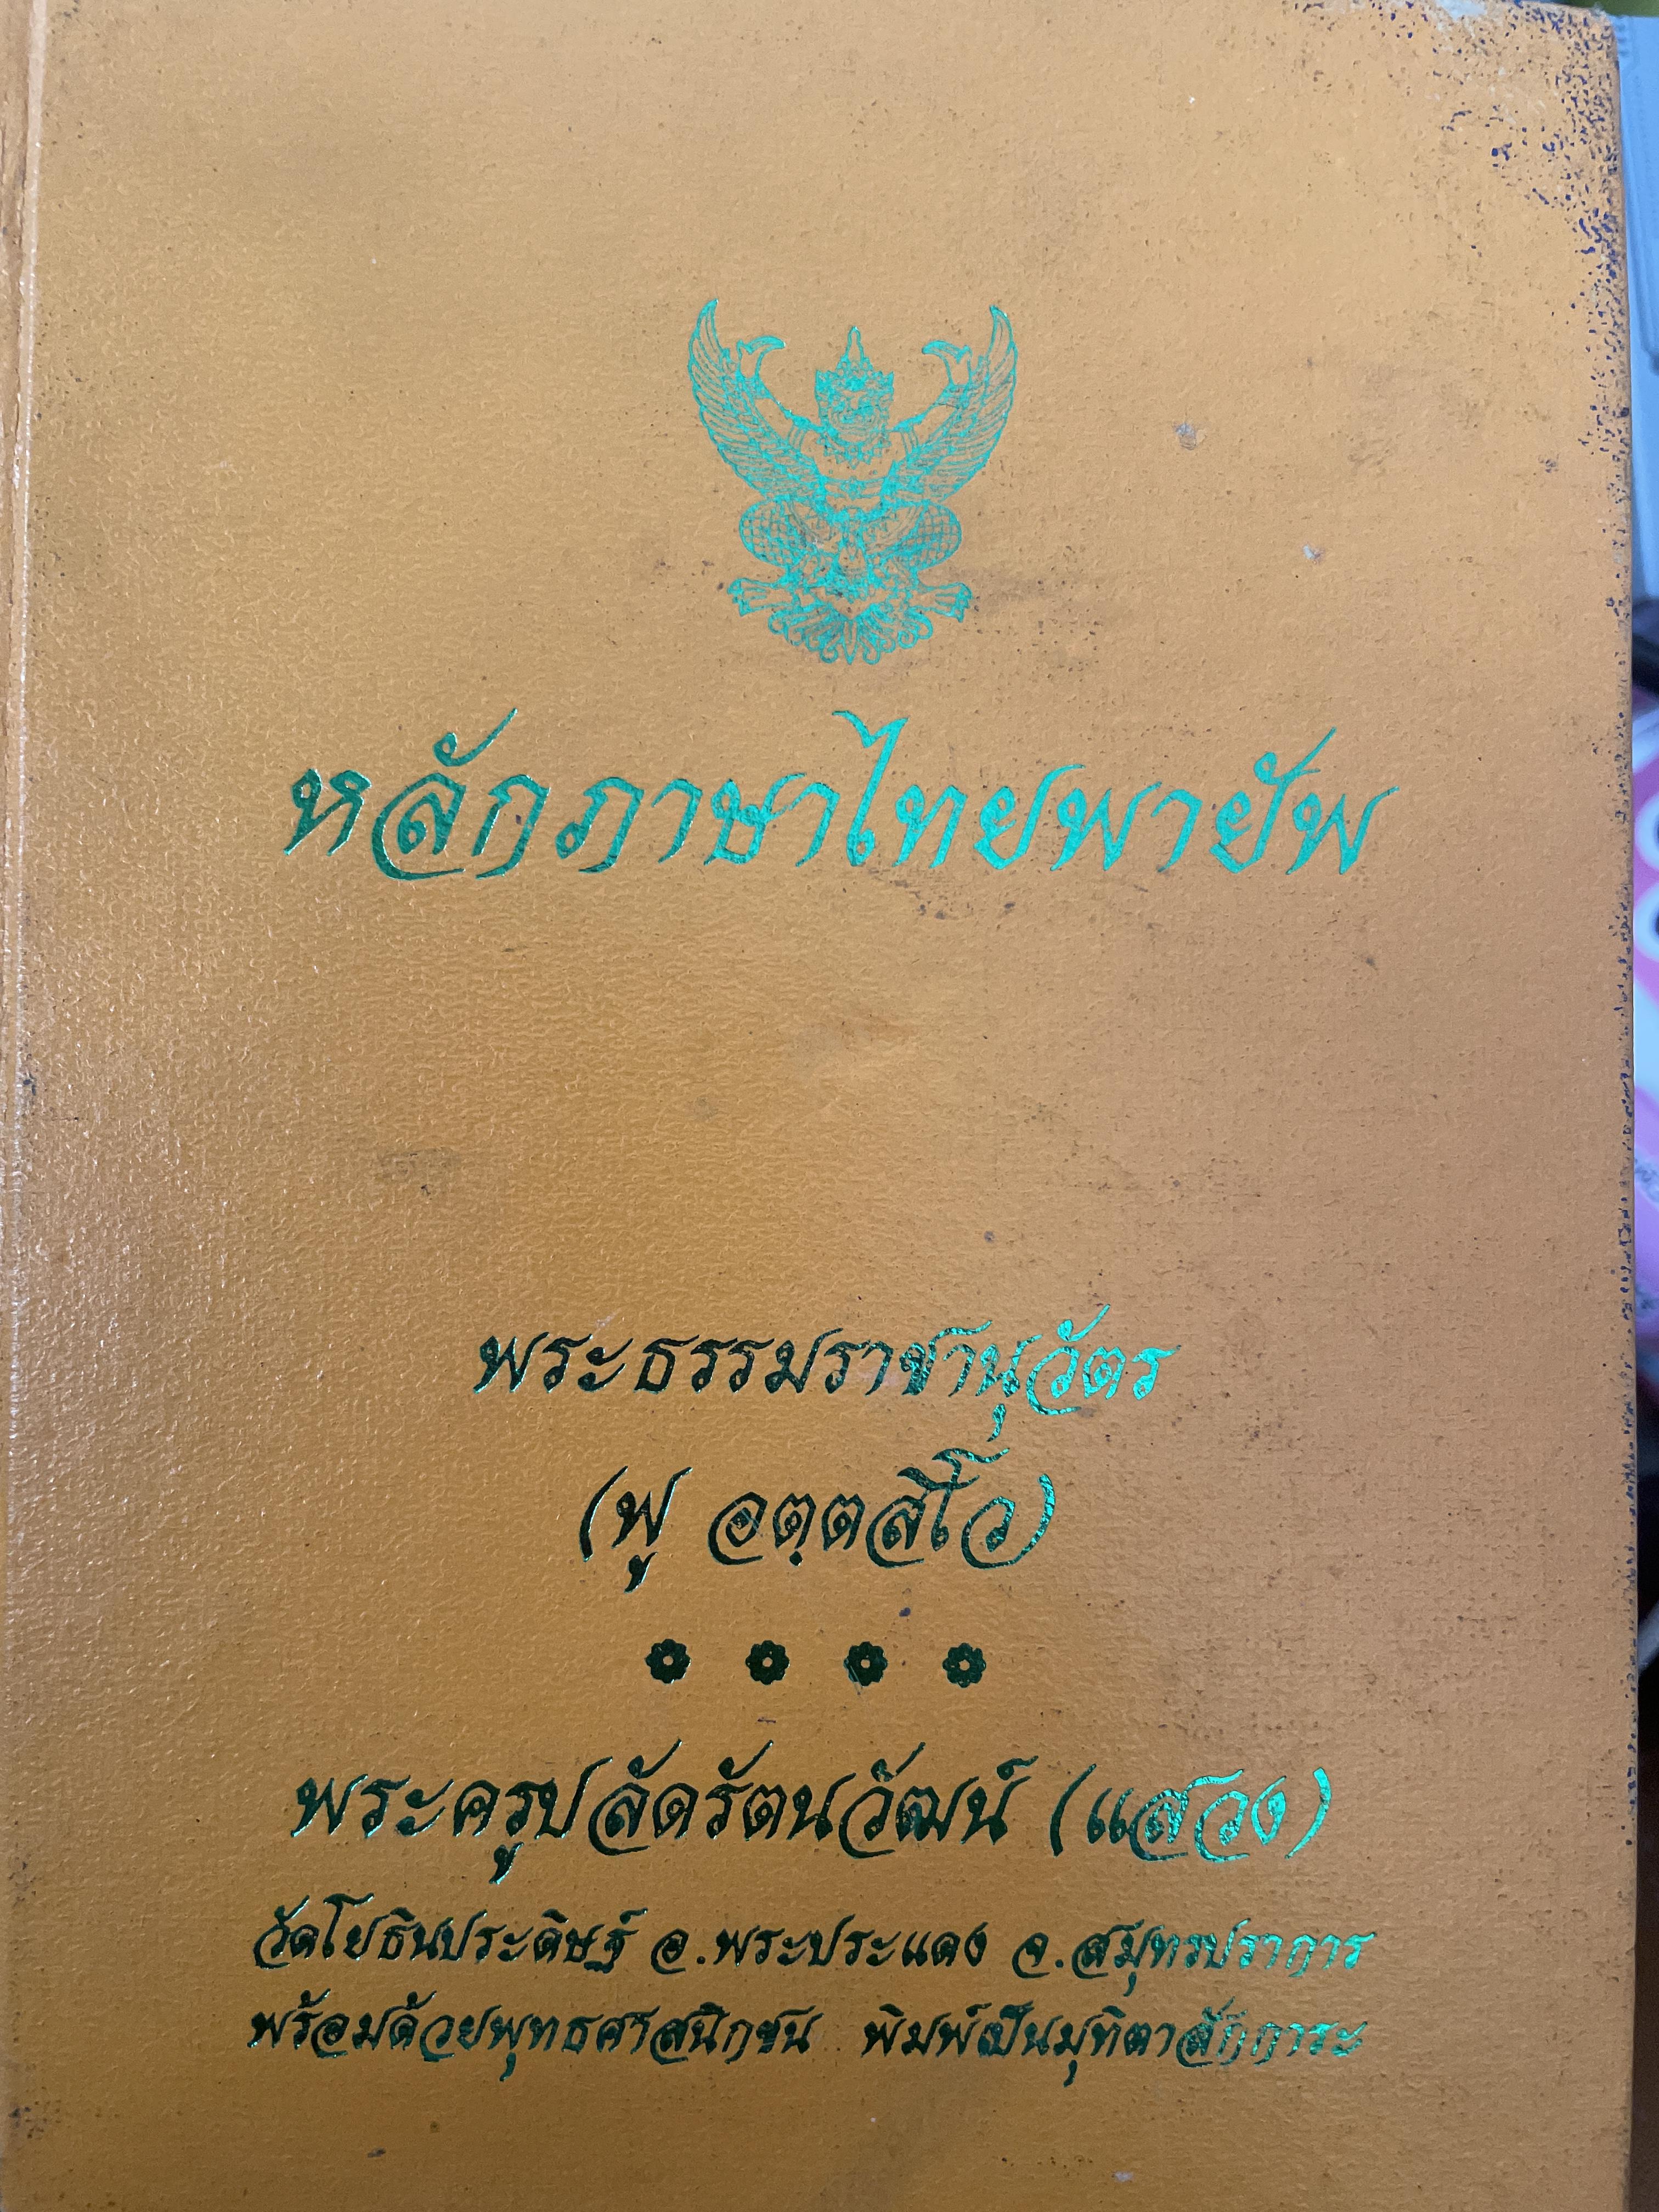 หลักภาษาไทยพายัพ
พระธรรมราชานุวัตร
(ฟู อตฺตสิโว)
พระครูปลัดรัตนวัฒน์ (แสวง)
วัดโยธินประดิษฐ์ อ.พระประแดง จ.สมุทรปราการ
พร้อมด้วยพุทธศาสนิกชน พิมพ์เป็นมุทิตาสักการะ